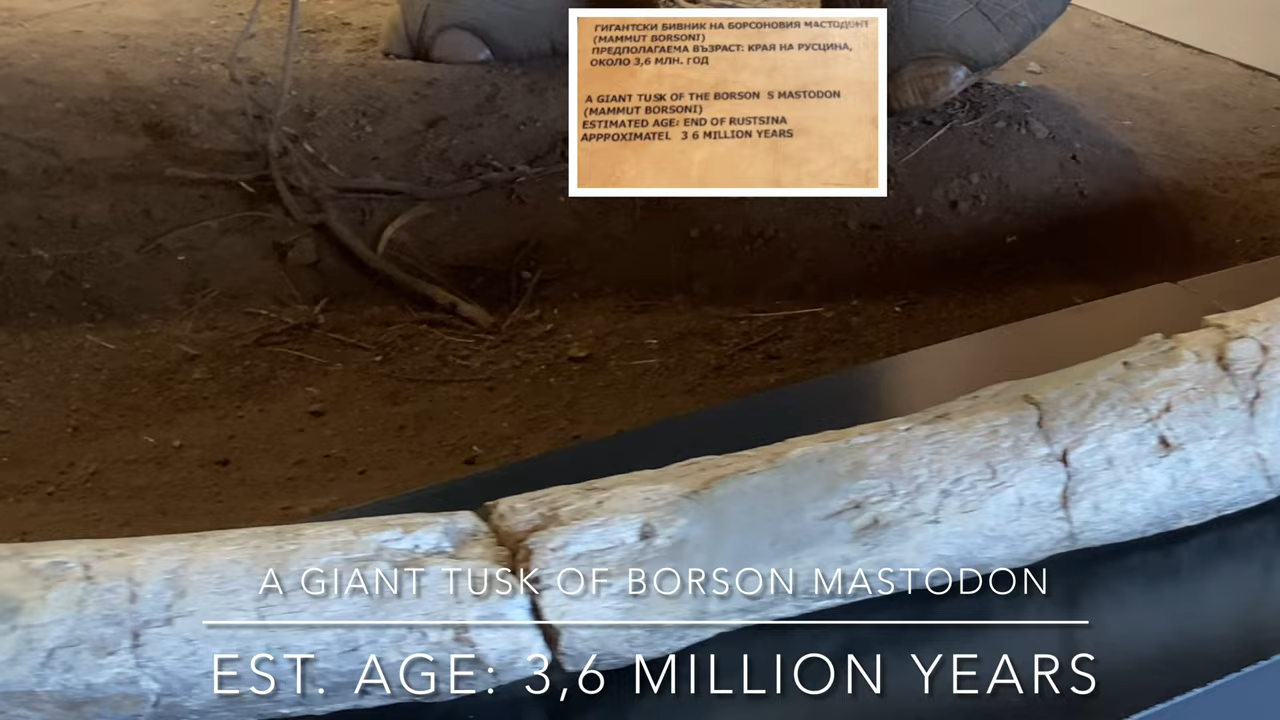 ГИГАНТСКИ БИВНИК НА БОРСОНОВИЯ МАСТОДОНТ
(MAMMUT BORSONI)
ПРЕДПОЛАГАЕМА ВЪЗРАСТ: КРАЯ НА РУСЦИНА,
ОКОЛО 3,6 МЛН. ГОД
A GIANT TUSK OF THE BORSON S MASTODON
(MAMMUT BORSONI)
ESTIMATED AGE: END OF RUSTSINA
APPPROXIMATEL 3 6 MILLION YEARS
A GIANT TUSK OF BORSON MASTODON
EST. AGE: 3,6 MILLION YEARS